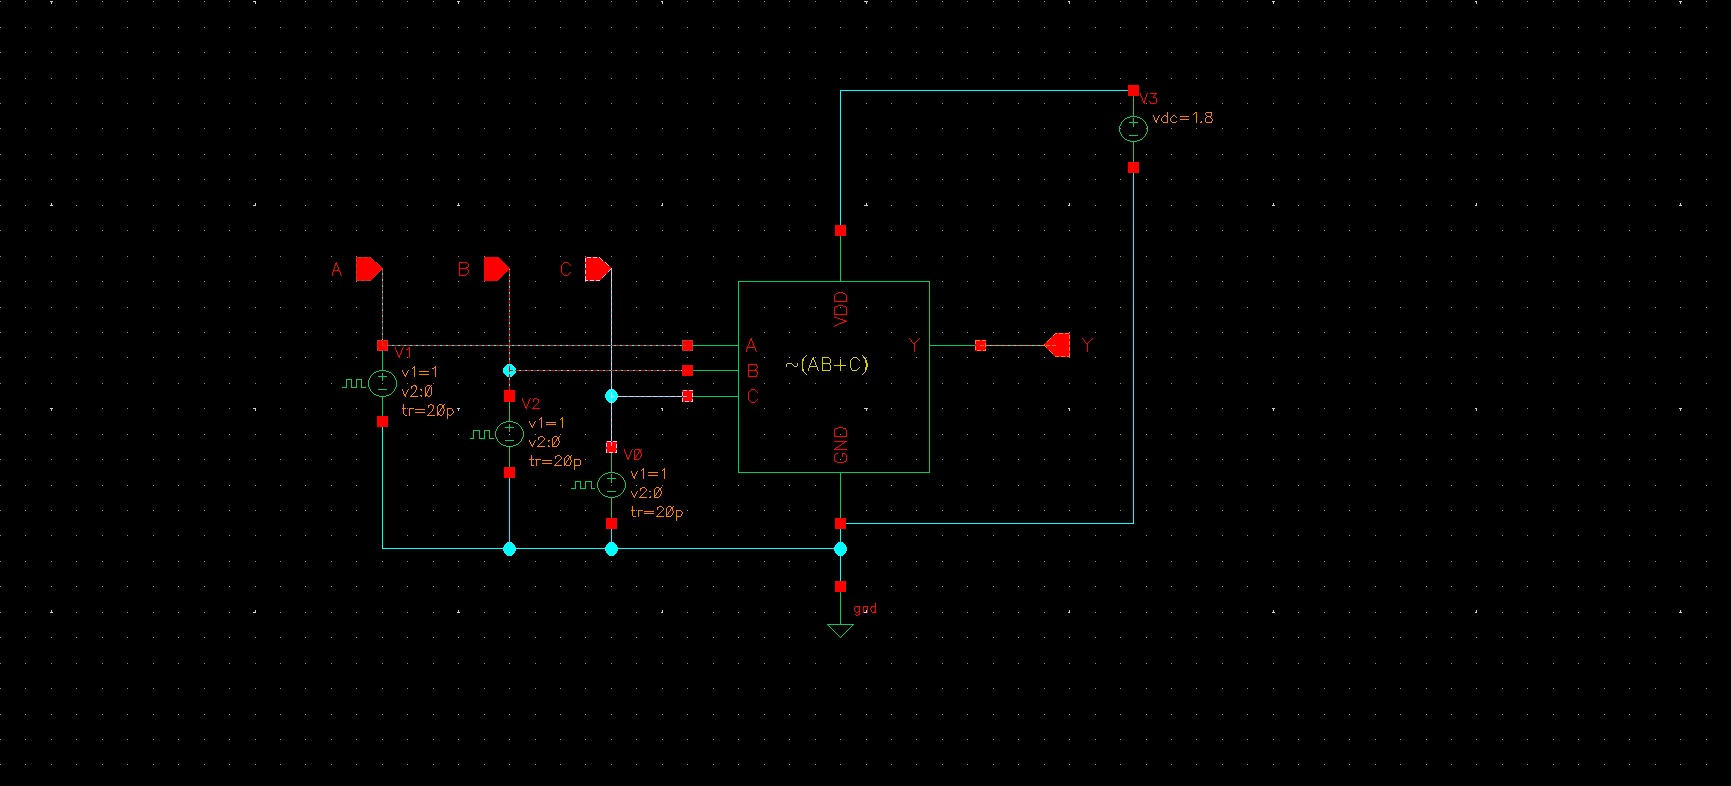 V3
vdc=1.8
A
B
C
VDD
V1
v1=1
v2:0
tr=20p
A
B
C
~(AB+C)
Y
Y
V2
v1=1
v2:0
tr=20p
GND
V0
v1=1
v2:0
tr=20p
gnd